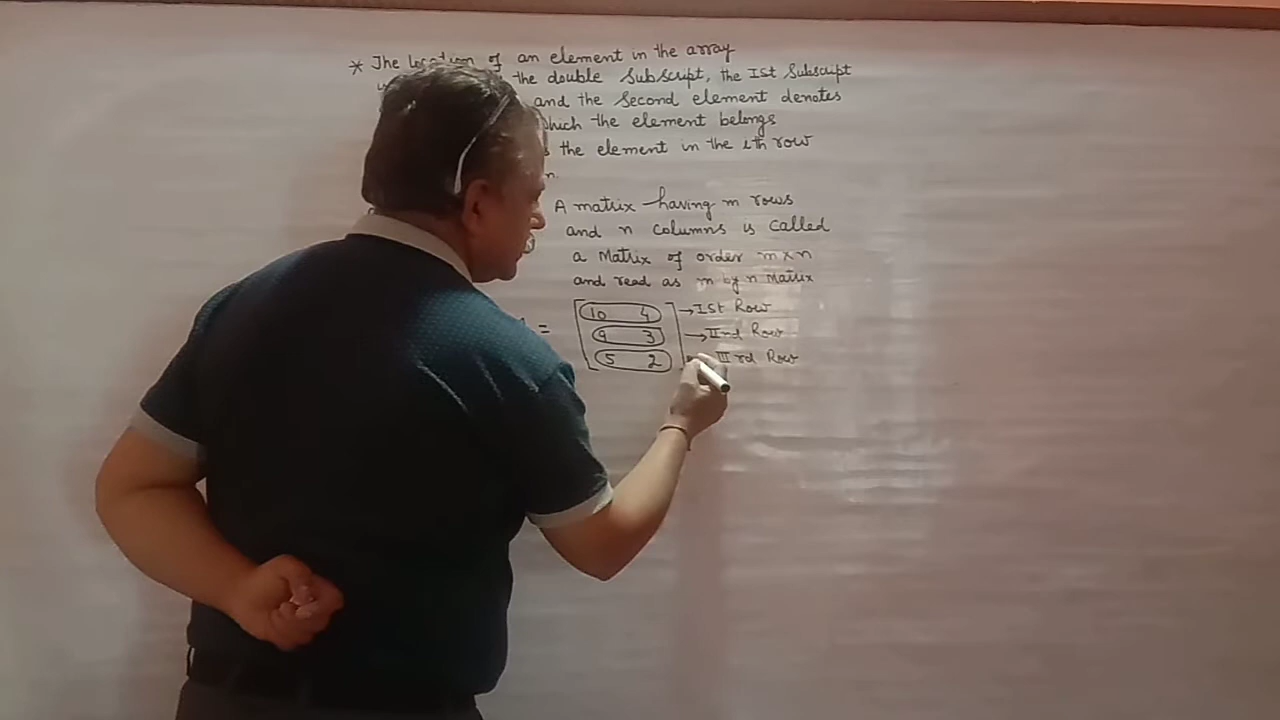 * The location of an element in the array
the double Subscript, the Ist Subscript
and the Second element denotes
which the element belongs
the element in the ith row
A matrix having m rows
and n columns is called
a Matrix of order m×n
and read as m by n Matrix
= [10 4] → Ist Row
9 3 → IInd Row
5 2 IIIrd Row